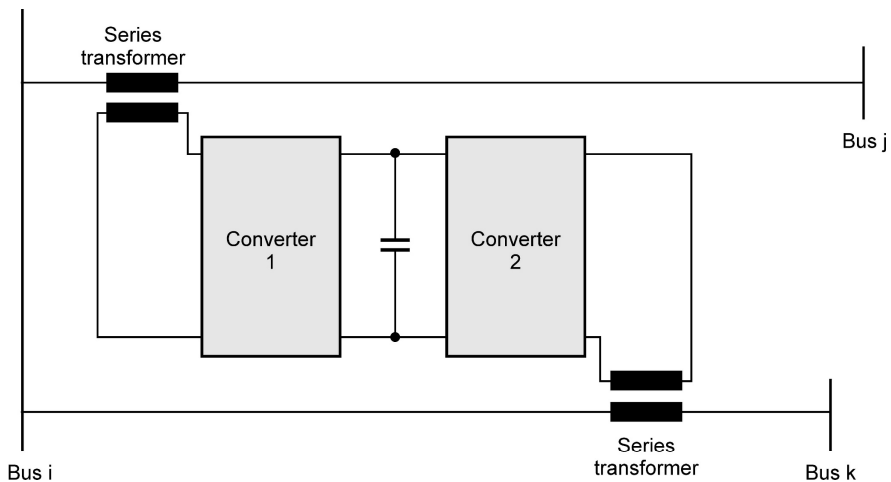 Series
transformer
Bus j
Converter
1
Converter
2
Series
transformer
Bus i
Bus k